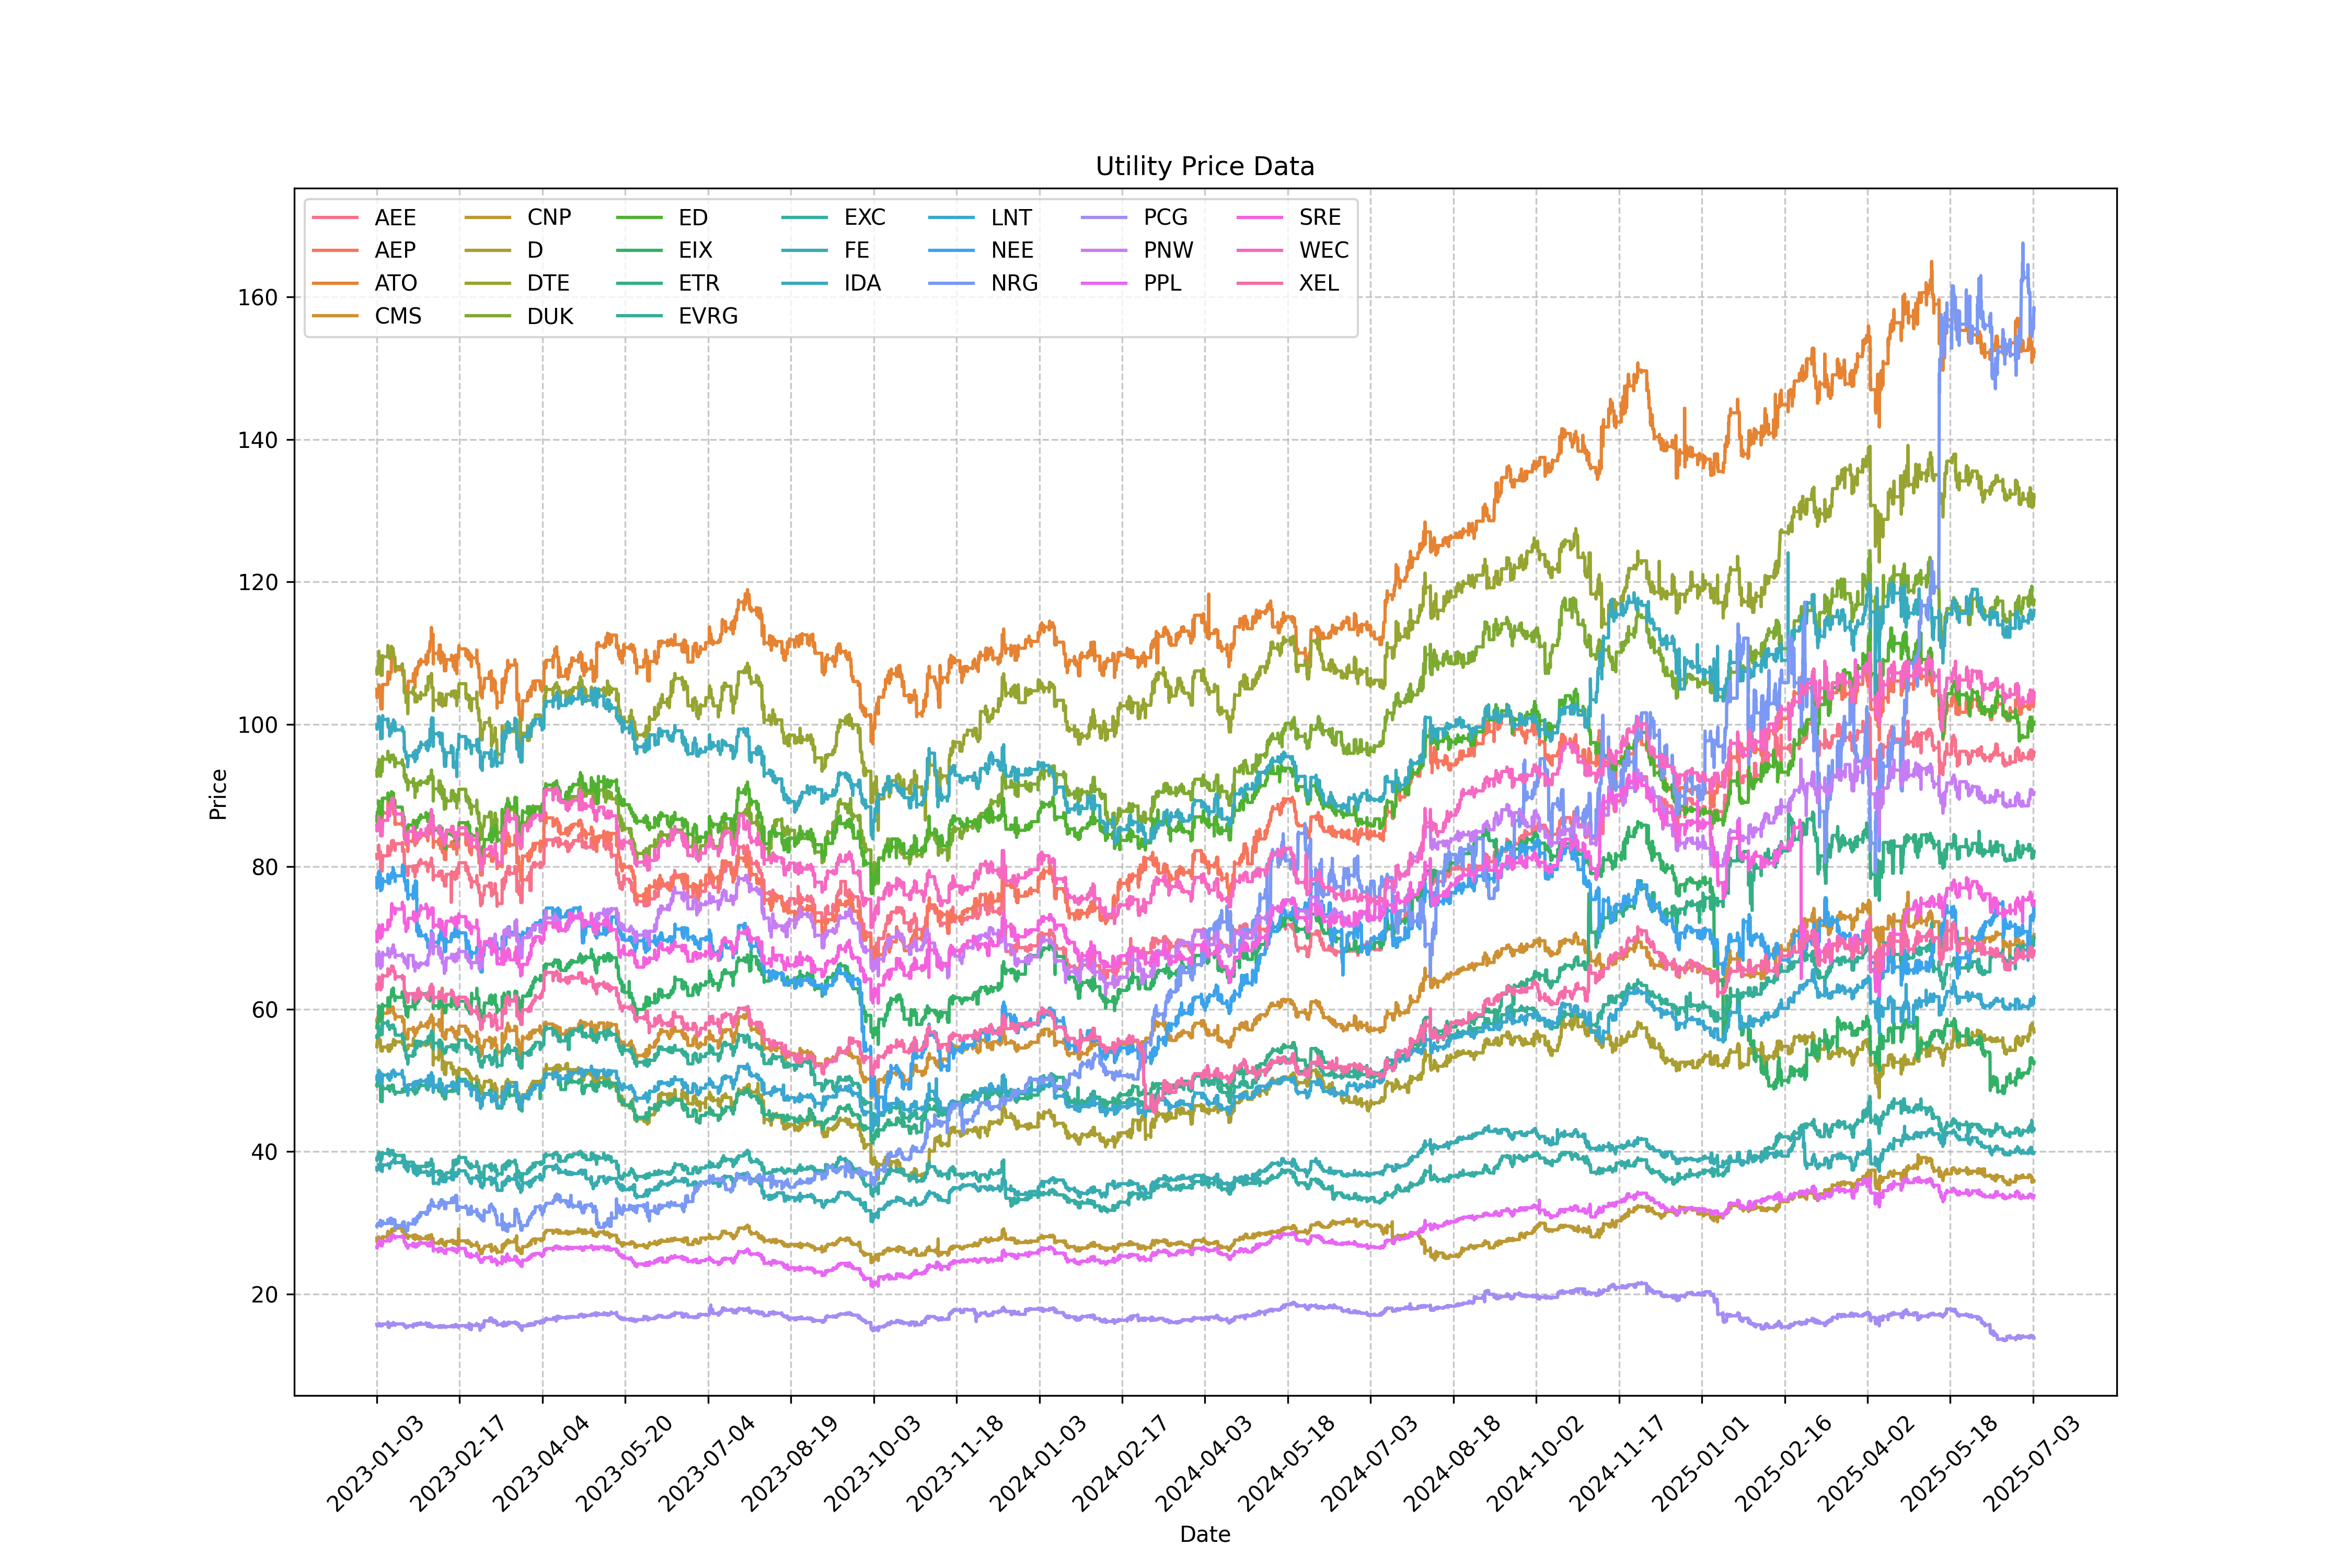 Utility Price Data
AEE CNP ED EXC LNT PCG SRE
AEP D EIX FE NEE PNW WEC
ATO DTE ETR IDA NRG PPL XEL
CMS DUK EVRG
Price
160
140
120
100
80
60
40
20
2023-01-03 2023-02-17 2023-04-04 2023-05-20 2023-07-04 2023-08-19 2023-10-03 2023-11-18 2024-01-03 2024-02-17 2024-04-03 2024-05-18 2024-07-03 2024-08-18 2024-10-02 2024-11-17 2025-01-01 2025-02-16 2025-04-02 2025-05-18 2025-07-03
Date